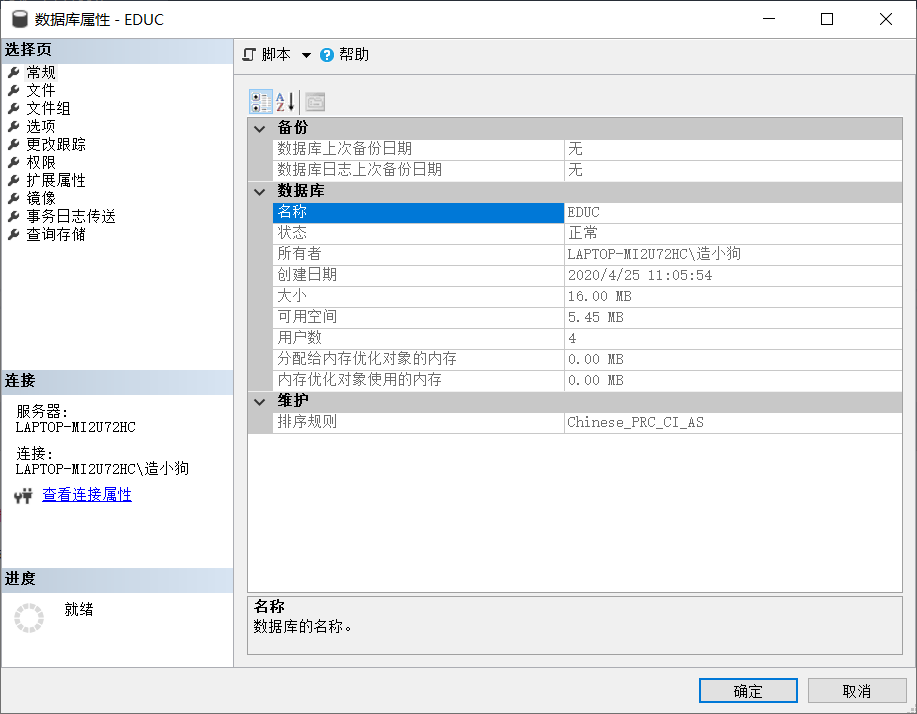 数据库属性 - EDUC
选择页
常规
文件
文件组
选项
更改跟踪
权限
扩展属性
镜像
事务日志传送
查询存储
连接
服务器:
LAPTOP-MI2U72HC
连接:
LAPTOP-MI2U72HC\造小狗
查看连接属性
进度
就绪
脚本 帮助
备份
数据库上次备份日期 无
数据库日志上次备份日期 无
数据库
名称 EDUC
状态 正常
所有者 LAPTOP-MI2U72HC\造小狗
创建日期 2020/4/25 11:05:54
大小 16.00 MB
可用空间 5.45 MB
用户数 4
分配给内存优化对象的内存 0.00 MB
内存优化对象使用的内存 0.00 MB
维护
排序规则 Chinese_PRC_CI_AS
名称
数据库的名称。
确定 取消